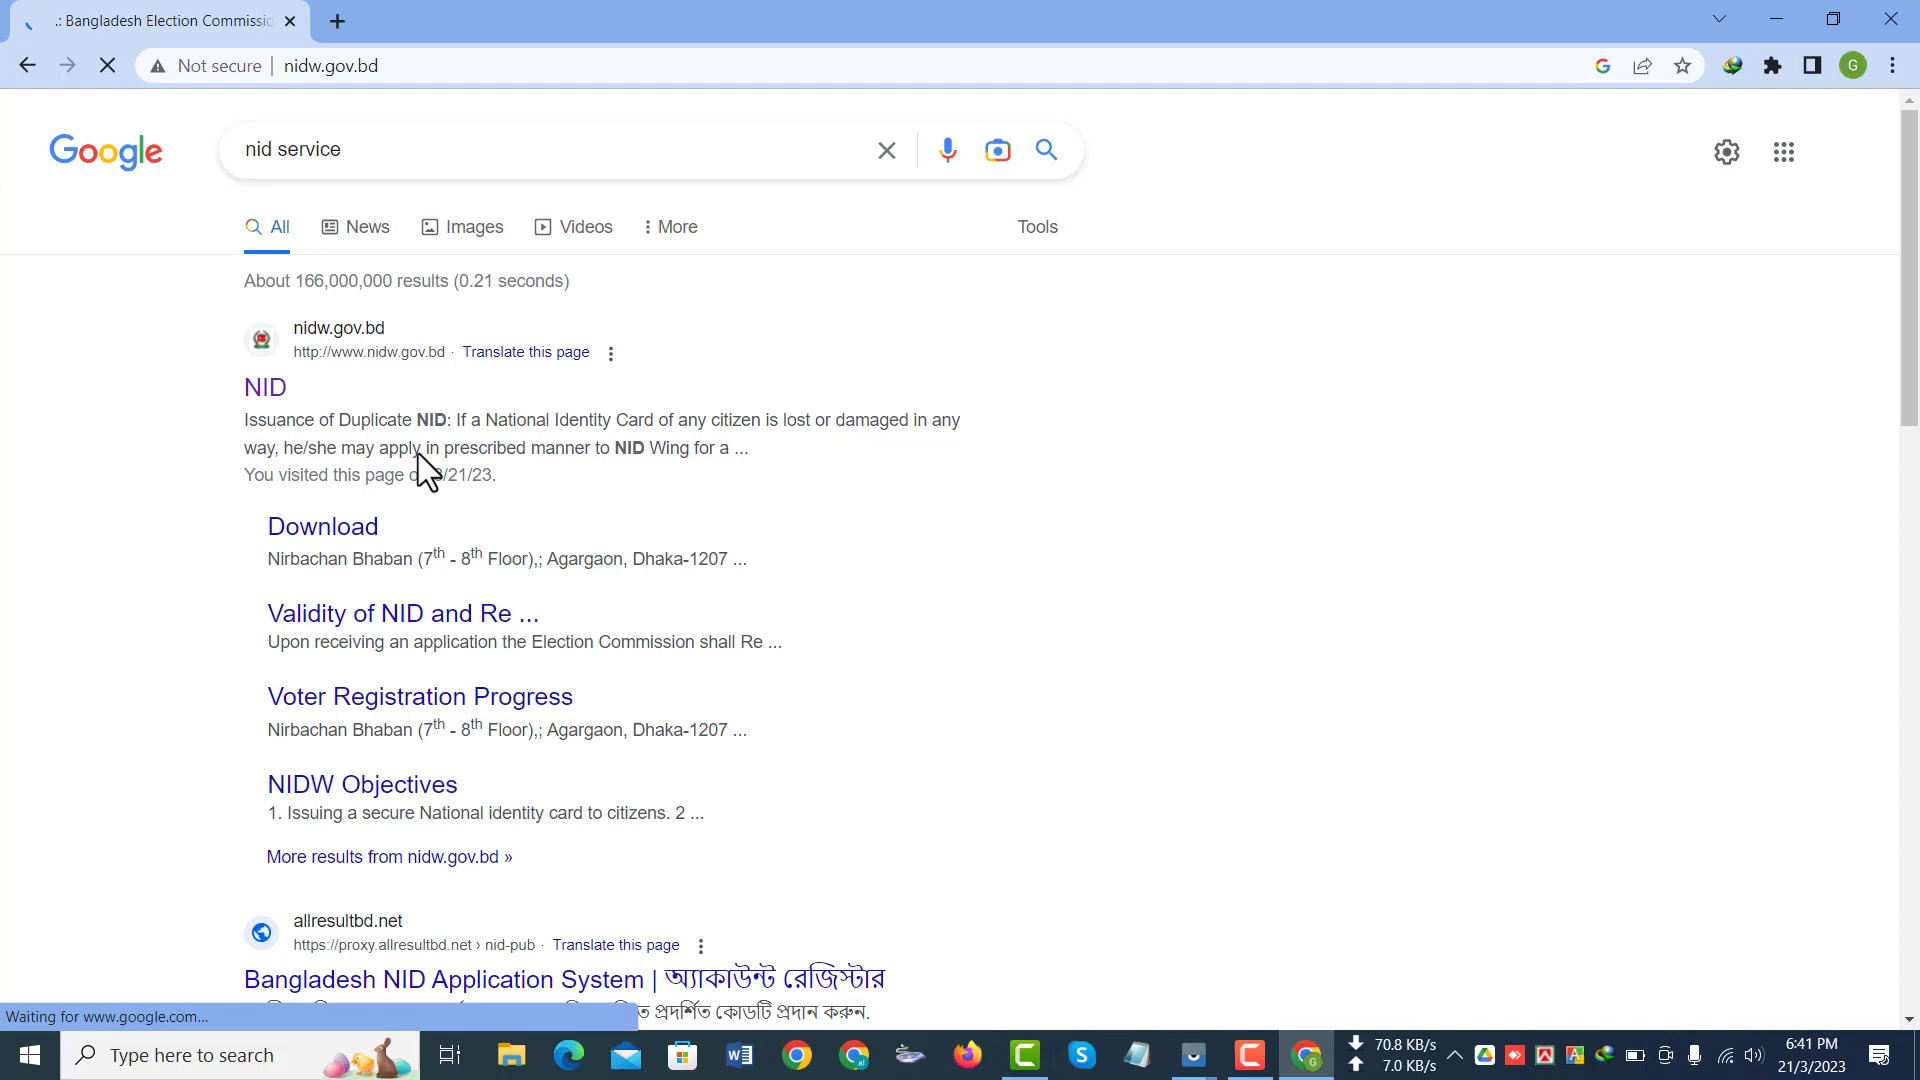 .: Bangladesh Election Commissio
Not secure | nidw.gov.bd
G
Google
nid service
All
News
Images
Videos
More
Tools
About 166,000,000 results (0.21 seconds)
nidw.gov.bd
http://www.nidw.gov.bd · Translate this page
NID
Issuance of Duplicate NID: If a National Identity Card of any citizen is lost or damaged in any
way, he/she may apply in prescribed manner to NID Wing for a ...
You visited this page /21/23.
Download
Nirbachan Bhaban (7th - 8th Floor),; Agargaon, Dhaka-1207 ...
Validity of NID and Re ...
Upon receiving an application the Election Commission shall Re ...
Voter Registration Progress
Nirbachan Bhaban (7th - 8th Floor),; Agargaon, Dhaka-1207 ...
NIDW Objectives
1. Issuing a secure National identity card to citizens. 2 ...
More results from nidw.gov.bd »
allresultbd.net
https://proxy.allresultbd.net › nid-pub · Translate this page
Bangladesh NID Application System | অ্যাকাউন্ট রেজিস্টার
প্রদর্শিত কোডটি প্রদান করুন.
Waiting for www.google.com...
Type here to search
70.8 KB/s
7.0 KB/s
6:41 PM
21/3/2023